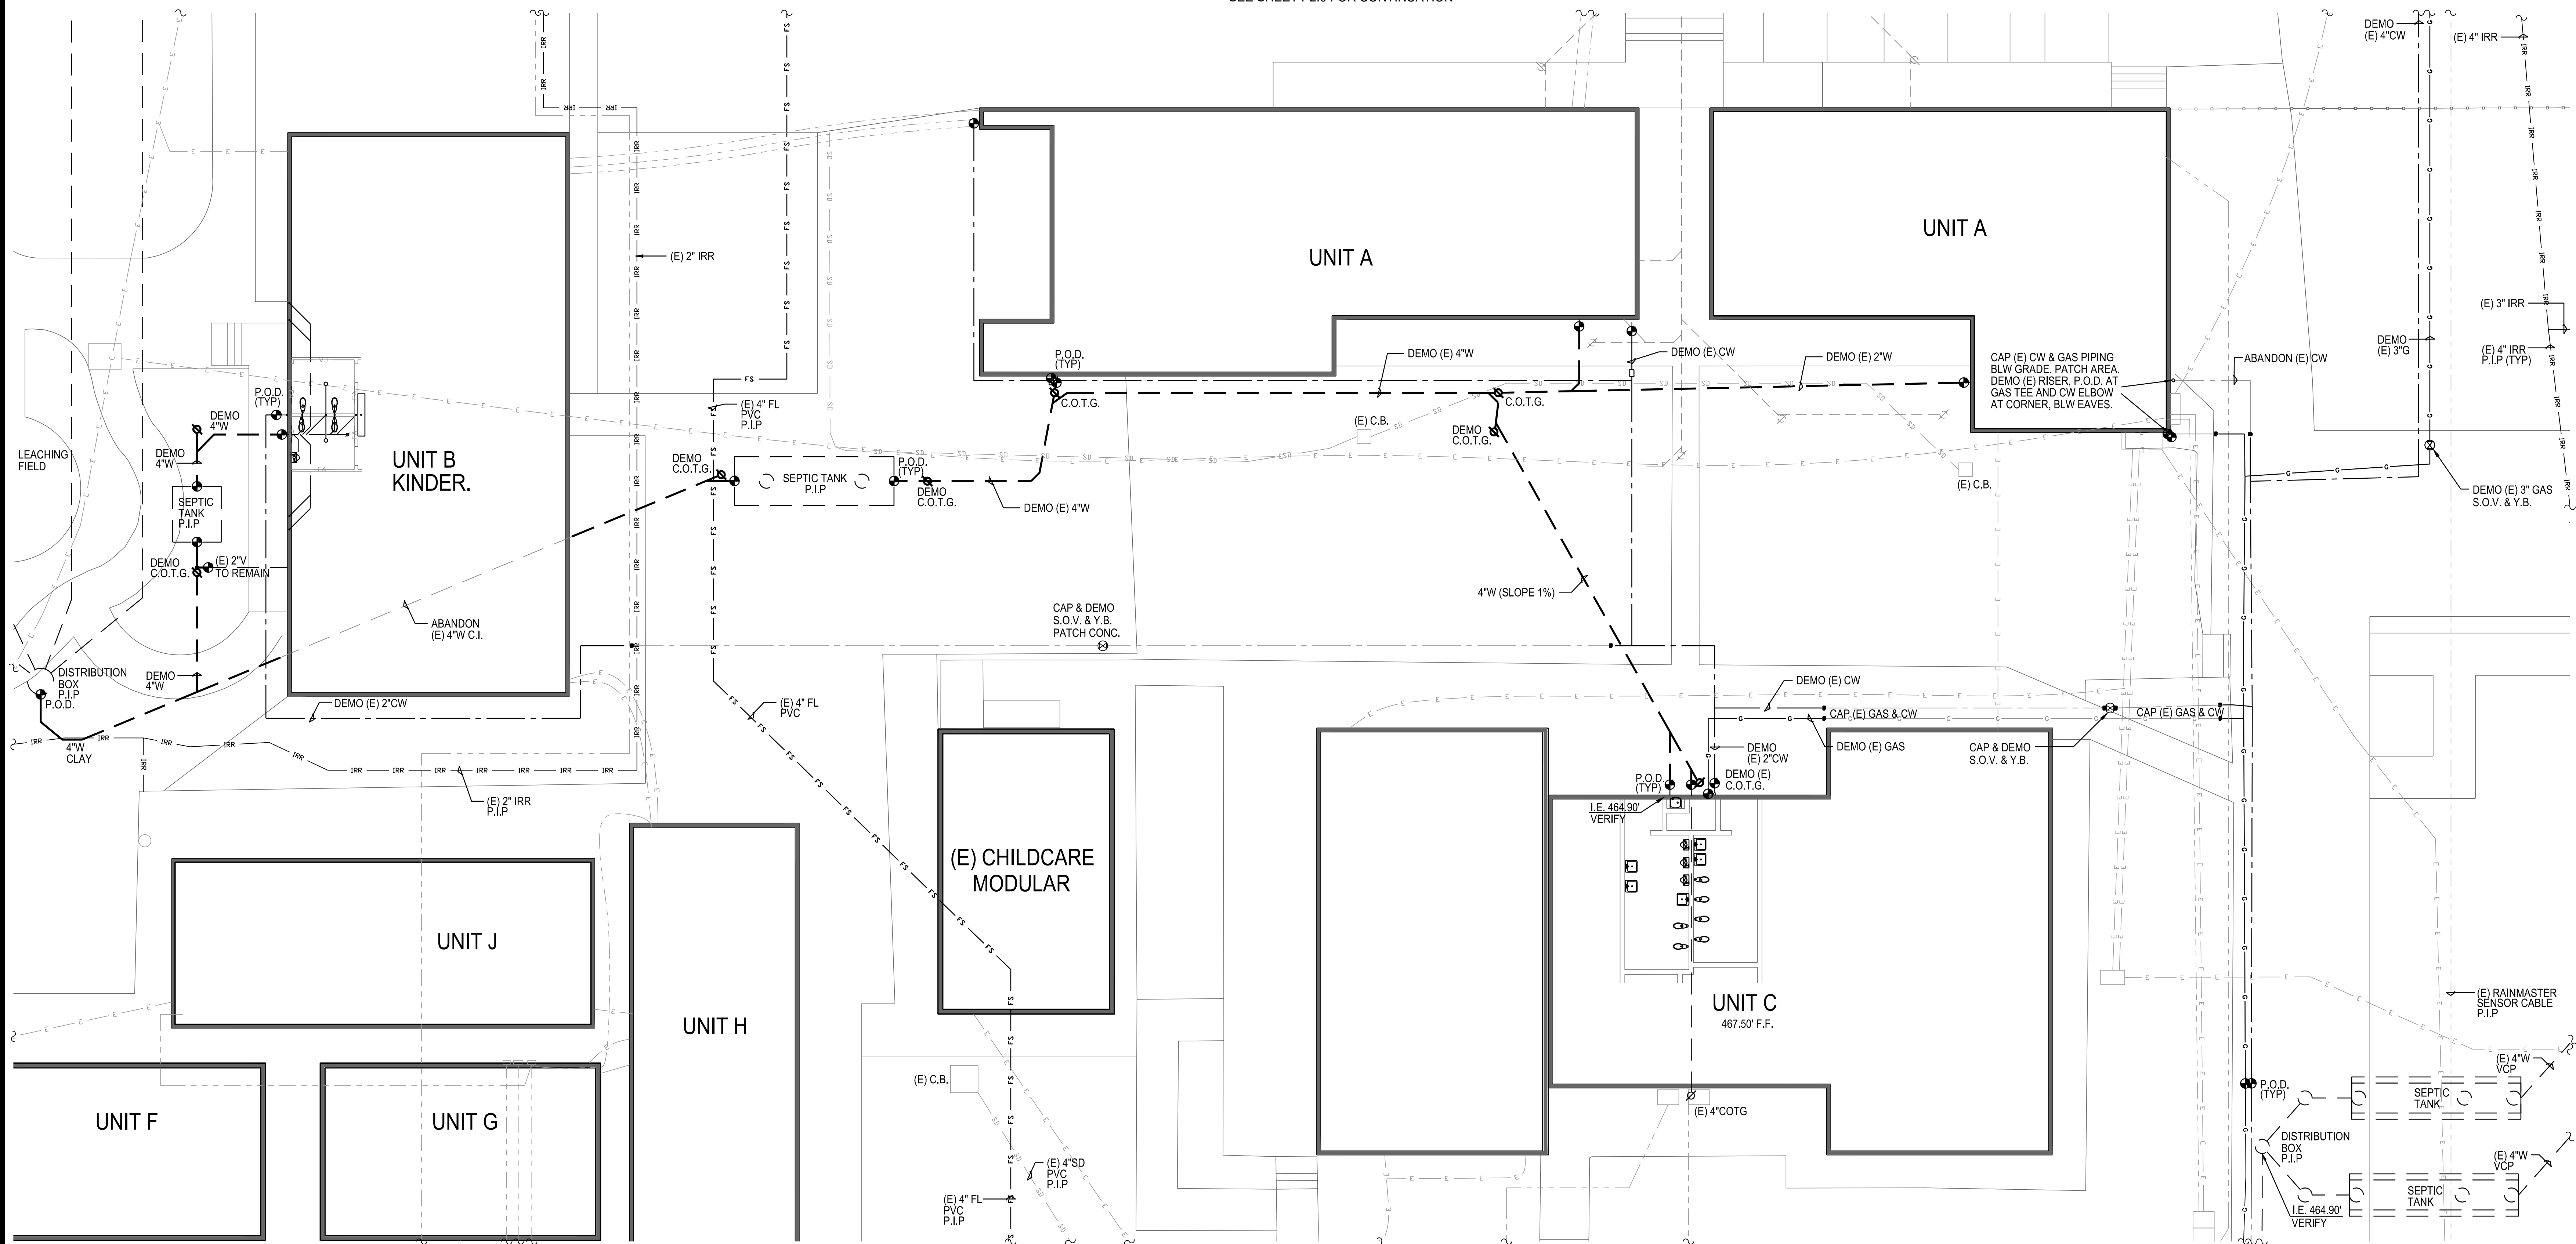 DEMO
(E) 4"CW
(E) 4" IRR
(E) 2" IRR
UNIT A
UNIT A
(E) 3" IRR
DEMO
(E) 3"G
(E) 4" IRR
P.I.P (TYP)
ABANDON (E) CW
CAP (E) CW & GAS PIPING
BLW GRADE. PATCH AREA.
DEMO (E) RISER, P.O.D. AT
GAS TEE AND CW ELBOW
AT CORNER, BLW EAVES.
P.O.D.
(TYP)
DEMO (E) 4"W
DEMO (E) CW
DEMO (E) 2"W
C.O.T.G.
C.O.T.G.
DEMO
C.O.T.G.
(E) C.B.
(E) C.B.
DEMO (E) 3" GAS
S.O.V. & Y.B.
P.O.D.
(TYP)
DEMO
4"W
DEMO
4"W
LEACHING
FIELD
UNIT B
KINDER.
SEPTIC
TANK
P.I.P
(E) 4" FL
PVC
P.I.P
DEMO
C.O.T.G.
SEPTIC TANK
P.I.P
P.O.D.
(TYP)
DEMO
C.O.T.G.
DEMO (E) 4"W
DEMO
C.O.T.G.
(E) 2"V
TO REMAIN
ABANDON
(E) 4"W C.I.
CAP & DEMO
S.O.V. & Y.B.
PATCH CONC.
4"W (SLOPE 1%)
DISTRIBUTION
BOX
P.I.P
P.O.D.
DEMO
4"W
4"W
CLAY
DEMO (E) 2"CW
(E) 4" FL
PVC
(E) 2" IRR
P.I.P
DEMO (E) CW
CAP (E) GAS & CW
CAP (E) GAS & CW
DEMO
(E) 2"CW
DEMO (E) GAS
CAP & DEMO
S.O.V. & Y.B.
P.O.D.
(TYP)
DEMO (E)
C.O.T.G.
I.E. 464.90'
VERIFY
(E) CHILDCARE
MODULAR
UNIT J
UNIT H
UNIT C
467.50' F.F.
(E) RAINMASTER
SENSOR CABLE
P.I.P
UNIT F
UNIT G
(E) C.B.
(E) 4"SD
PVC
P.I.P
(E) 4" FL
PVC
P.I.P
(E) 4"COTG
P.O.D.
(TYP)
(E) 4"W
VCP
SEPTIC
TANK
DISTRIBUTION
BOX
P.I.P
(E) 4"W
VCP
SEPTIC
TANK
I.E. 464.90'
VERIFY